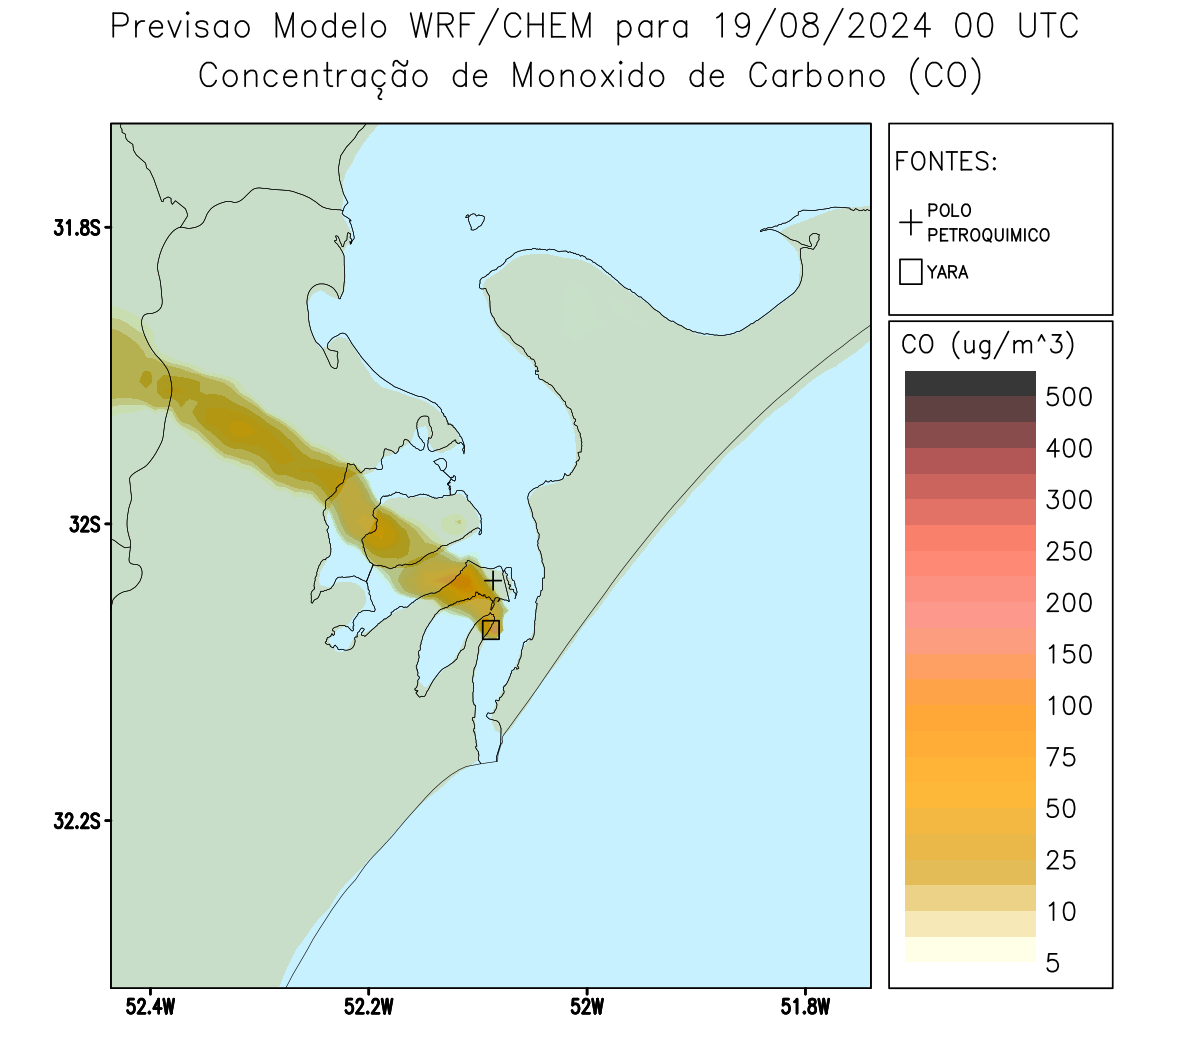 Previsao Modelo WRF/CHEM para 19/08/2024 00 UTC
Concentração de Monoxido de Carbono (CO)
FONTES:
POLO
PETROQUIMICO
YARA
CO (ug/m^3)
500
400
300
250
200
150
100
75
50
25
10
5
31.8S
32S
32.2S
52.4W
52.2W
52W
51.8W